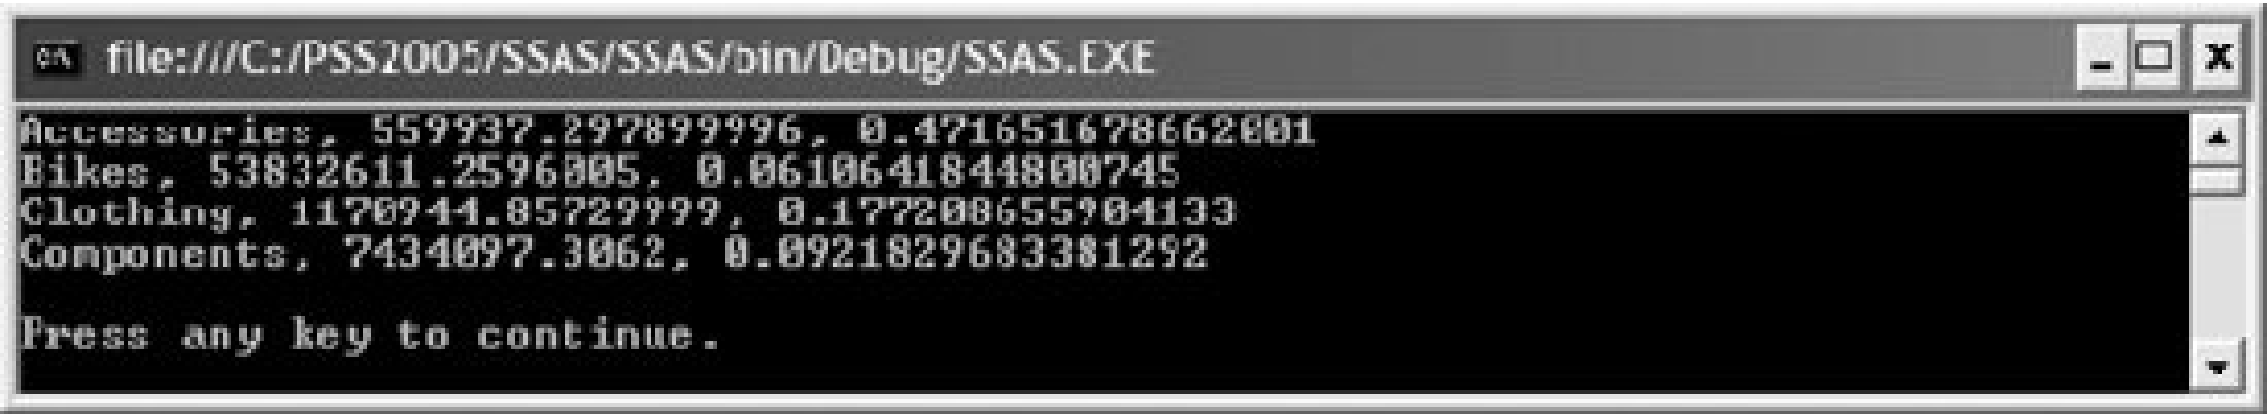 file:///C:/PSS2005/SSAS/SSAS/bin/Debug/SSAS.EXE
Accessories, 559937.297899996, 0.471651678662001
Bikes, 53832611.2596005, 0.0610641844800745
Clothing, 1170944.85729999, 0.177208655904133
Components, 7434097.3062, 0.0921829683381292
Press any key to continue.